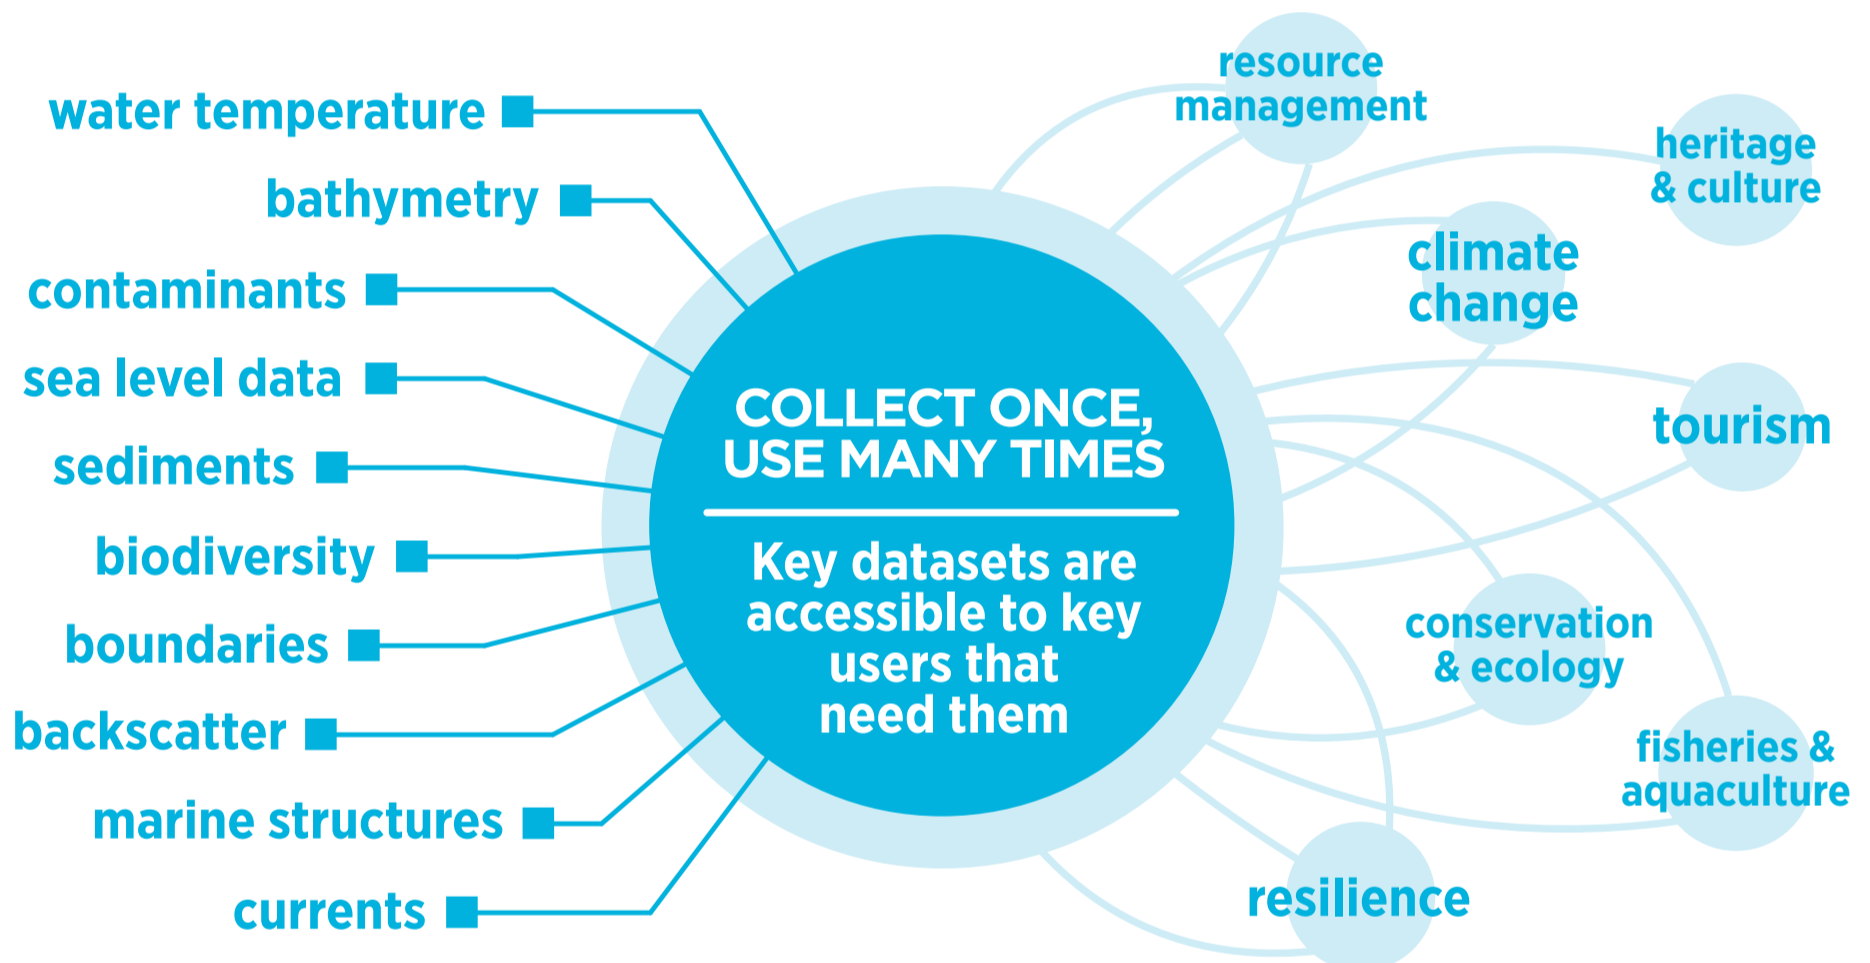 water temperature
bathymetry
contaminants
sea level data
sediments
biodiversity
boundaries
backscatter
marine structures
currents
COLLECT ONCE,
USE MANY TIMES
Key datasets are
accessible to key
users that
need them
resource
management
heritage
& culture
climate
change
tourism
conservation
& ecology
fisheries &
aquaculture
resilience